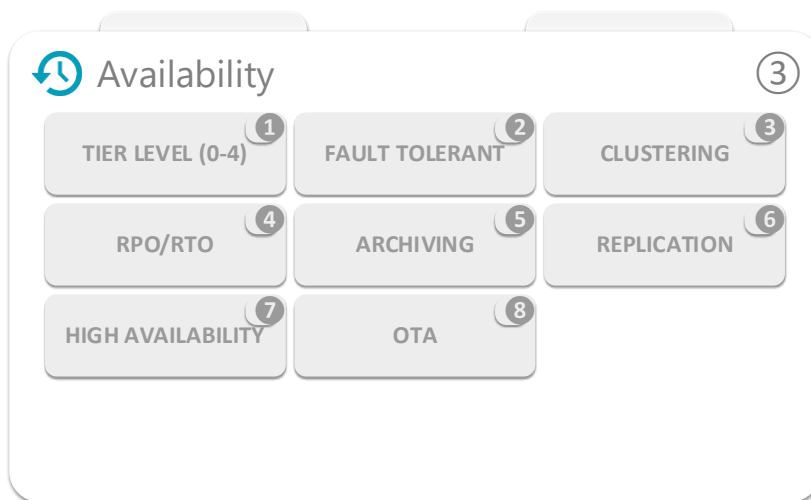 Availability
3
TIER LEVEL (0-4)
1
FAULT TOLERANT
2
CLUSTERING
3
RPO/RTO
4
ARCHIVING
5
REPLICATION
6
HIGH AVAILABILITY
7
OTA
8